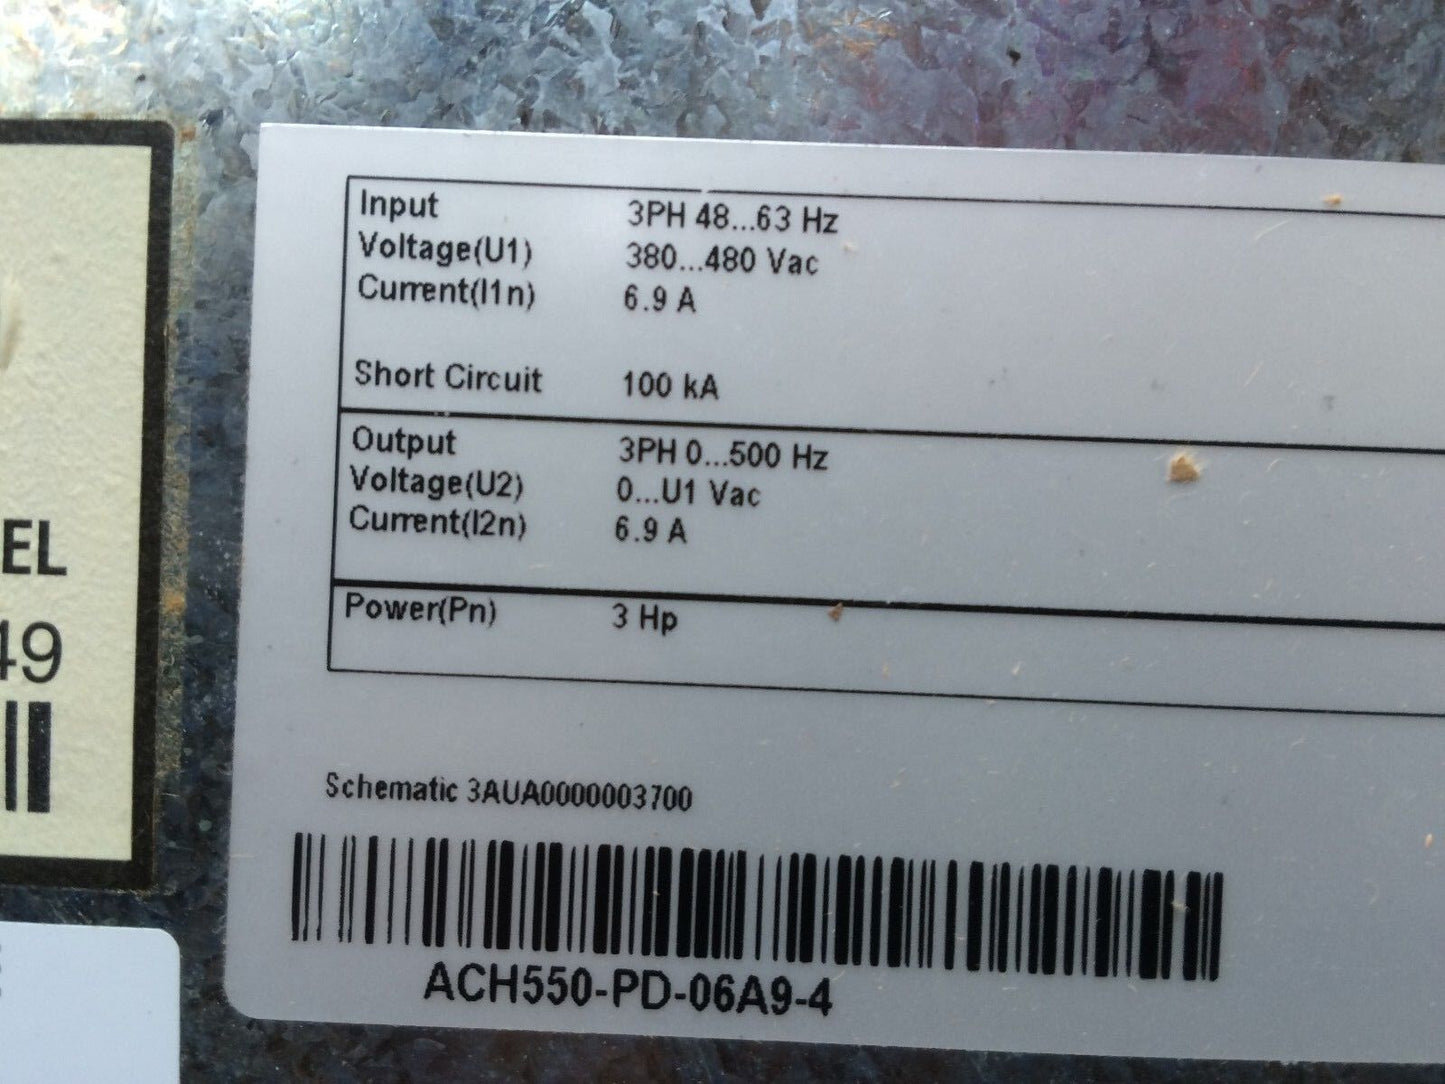 Input 3PH 48...63 Hz
Voltage(U1) 380...480 Vac
Current(I1n) 6.9 A
Short Circuit 100 kA
Output 3PH 0...500 Hz
Voltage(U2) 0...U1 Vac
Current(I2n) 6.9 A
Power(Pn) 3 Hp
Schematic 3AUA0000003700
ACH550-PD-06A9-4
EL
49